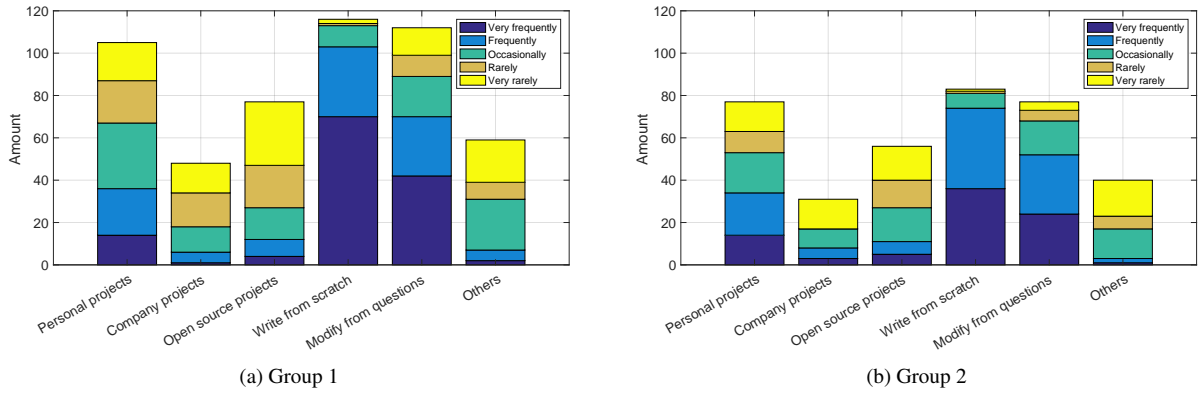 120
100
80
60
40
20
0
Amount
Very frequently
Frequently
Occasionally
Rarely
Very rarely
Personal projects
Company projects
Open source projects
Write from scratch
Modify from questions
Others
(a) Group 1
120
100
80
60
40
20
0
Amount
Very frequently
Frequently
Occasionally
Rarely
Very rarely
Personal projects
Company projects
Open source projects
Write from scratch
Modify from questions
Others
(b) Group 2